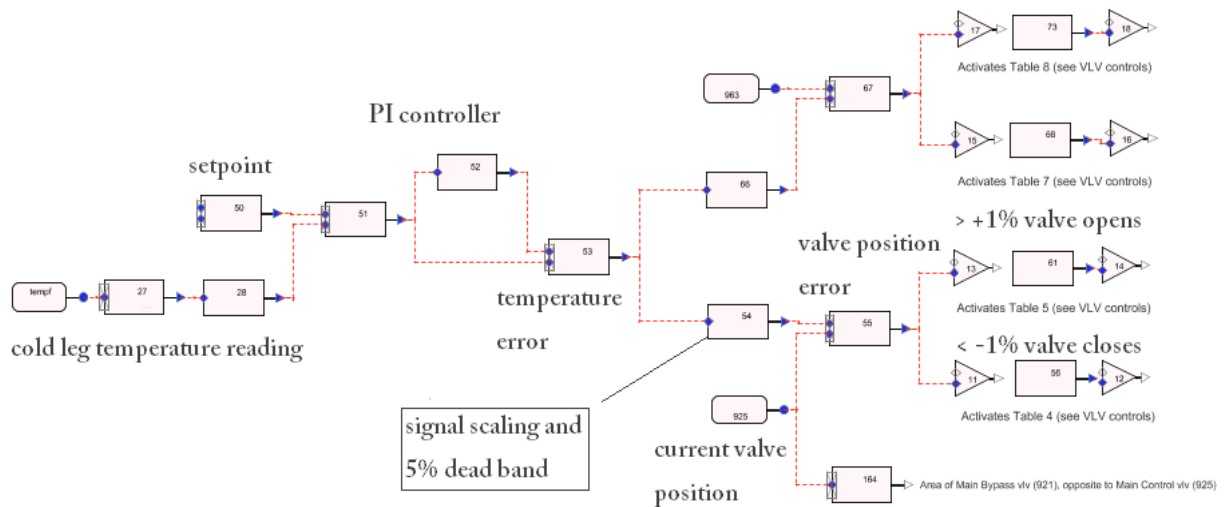 17
73
18
Activates Table 8 (see VLV controls)
963
67
PI controller
15
68
16
Activates Table 7 (see VLV controls)
52
setpoint
66
50
51
> +1% valve opens
53
valve position
error
13
61
14
Activates Table 5 (see VLV controls)
tempf
27
28
temperature
error
54
55
cold leg temperature reading
< -1% valve closes
11
56
12
Activates Table 4 (see VLV controls)
signal scaling and
5% dead band
925
current valve
position
164
Area of Main Bypass vlv (921), opposite to Main Control vlv (925)